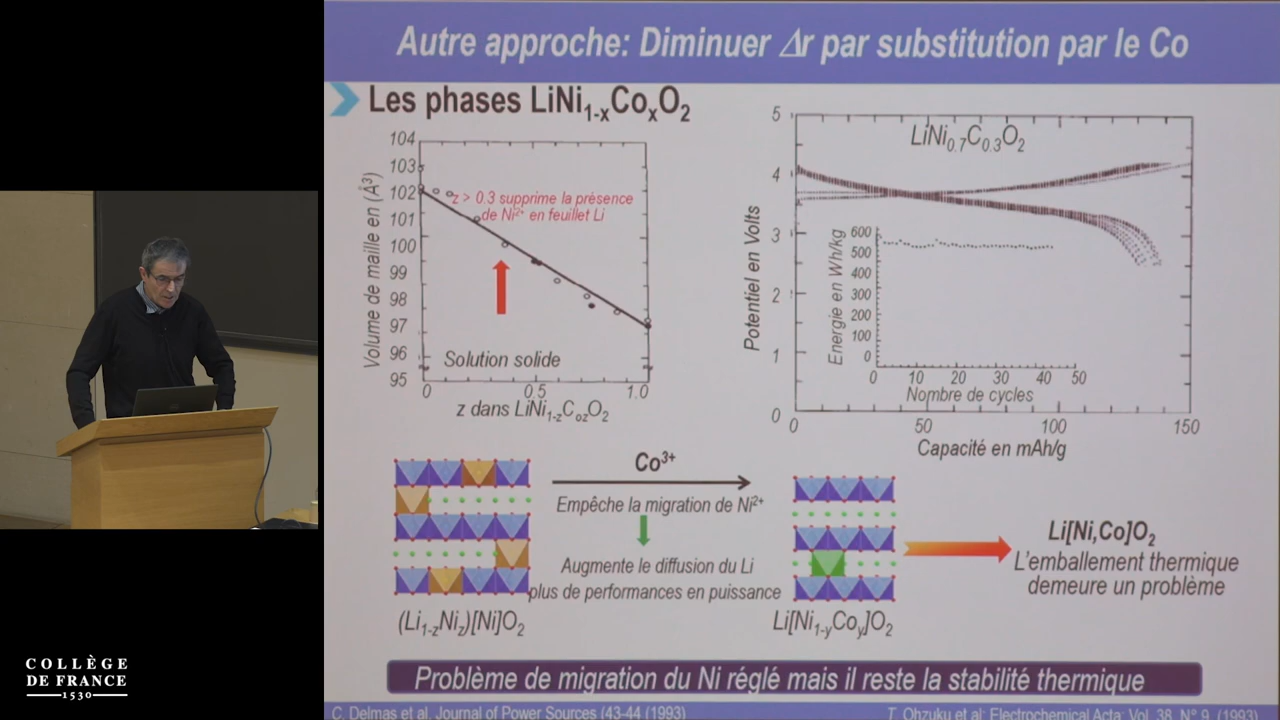 Autre approche: Diminuer Δr par substitution par le Co
Les phases LiNi1-xCoxO2
104
103
102
101
100
99
98
97
96
95
Volume de maille en (Å³)
z > 0.3 supprime la présence
de Ni²⁺ en feuillet Li
Solution solide
0
0.5
1.0
z dans LiNi1-zCozO2
5
4
3
2
1
0
Potentiel en Volts
LiNi0.7C0.3O2
600
500
400
300
200
100
0
Energie en Wh/kg
0
10
20
30
40
50
Nombre de cycles
0
50
100
150
Capacité en mAh/g
Co³⁺
Empêche la migration de Ni²⁺
Augmente le diffusion du Li
plus de performances en puissance
(Li1-zNiz)[Ni]O2
Li[Ni1-yCoy]O2
Li[Ni,Co]O2
L'emballement thermique
demeure un problème
Problème de migration du Ni réglé mais il reste la stabilité thermique
C. Delmas et al. Journal of Power Sources (43-44 (1993)
T. Ohzuku et al: Electrochemical Acta: Vol. 38, N° 9, (1993)
COLLÈGE
DE FRANCE
1530